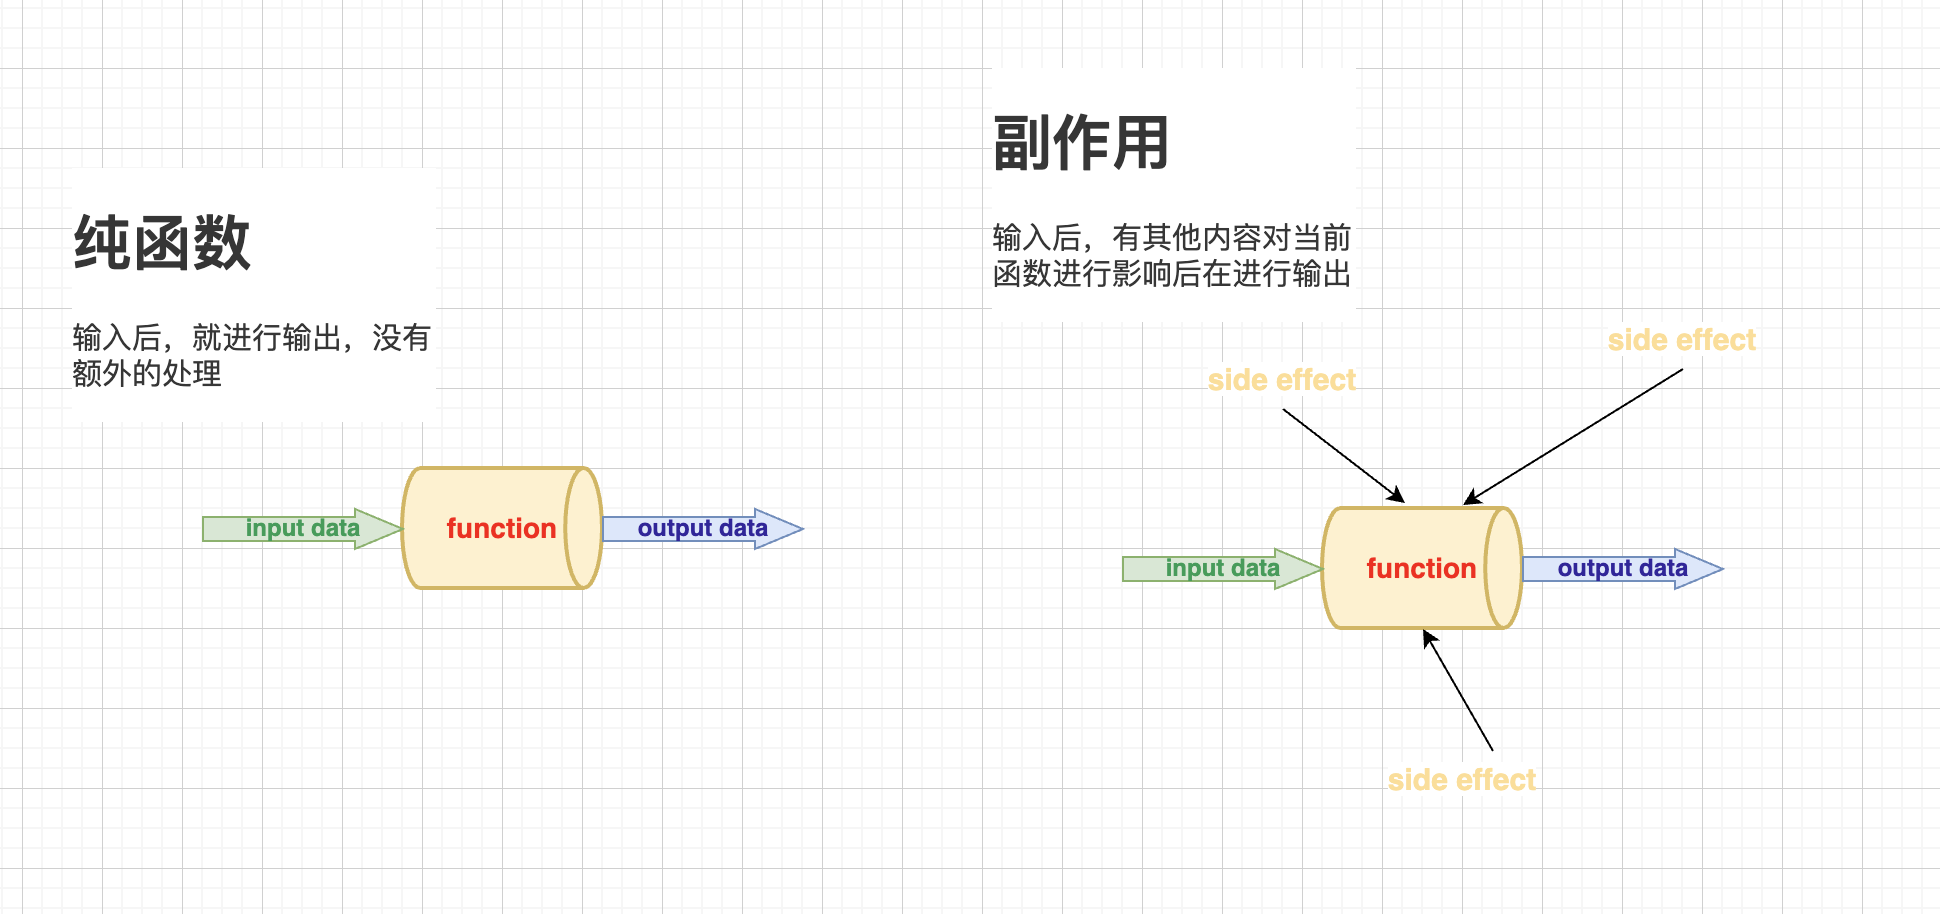 纯函数
输入后，就进行输出，没有
额外的处理
input data
function
output data
副作用
输入后，有其他内容对当前
函数进行影响后在进行输出
side effect
side effect
input data
function
output data
side effect